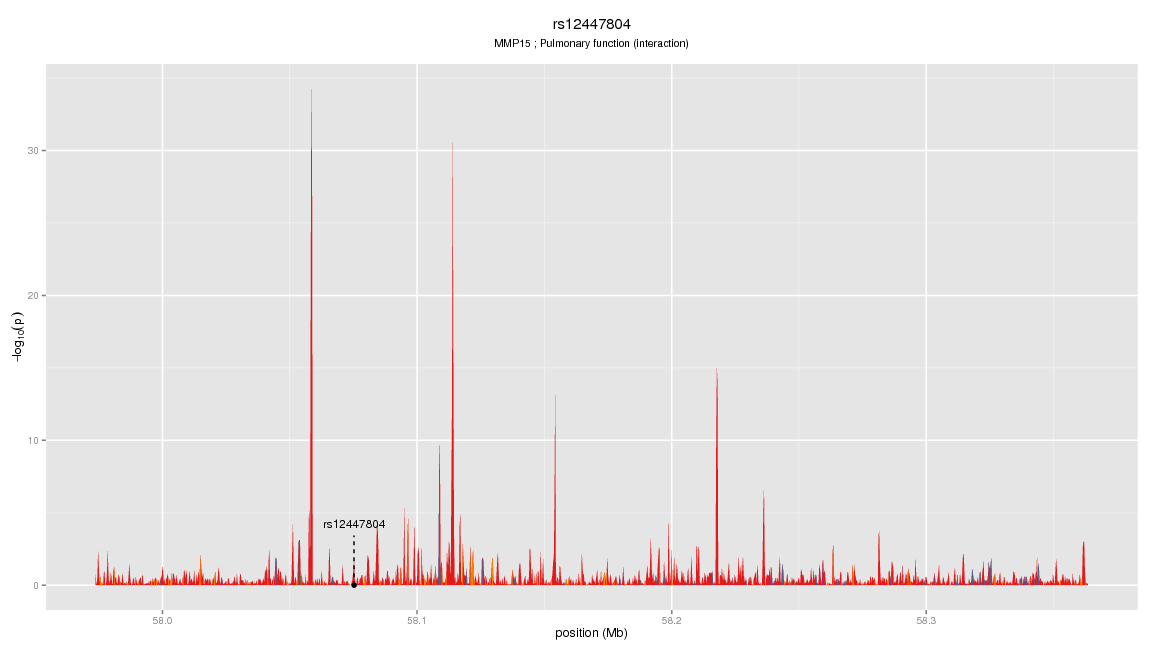 rs12447804
MMP15 ; Pulmonary function (interaction)
30
20
10
0
−log10(p)
rs12447804
58.0 58.1 58.2 58.3
position (Mb)